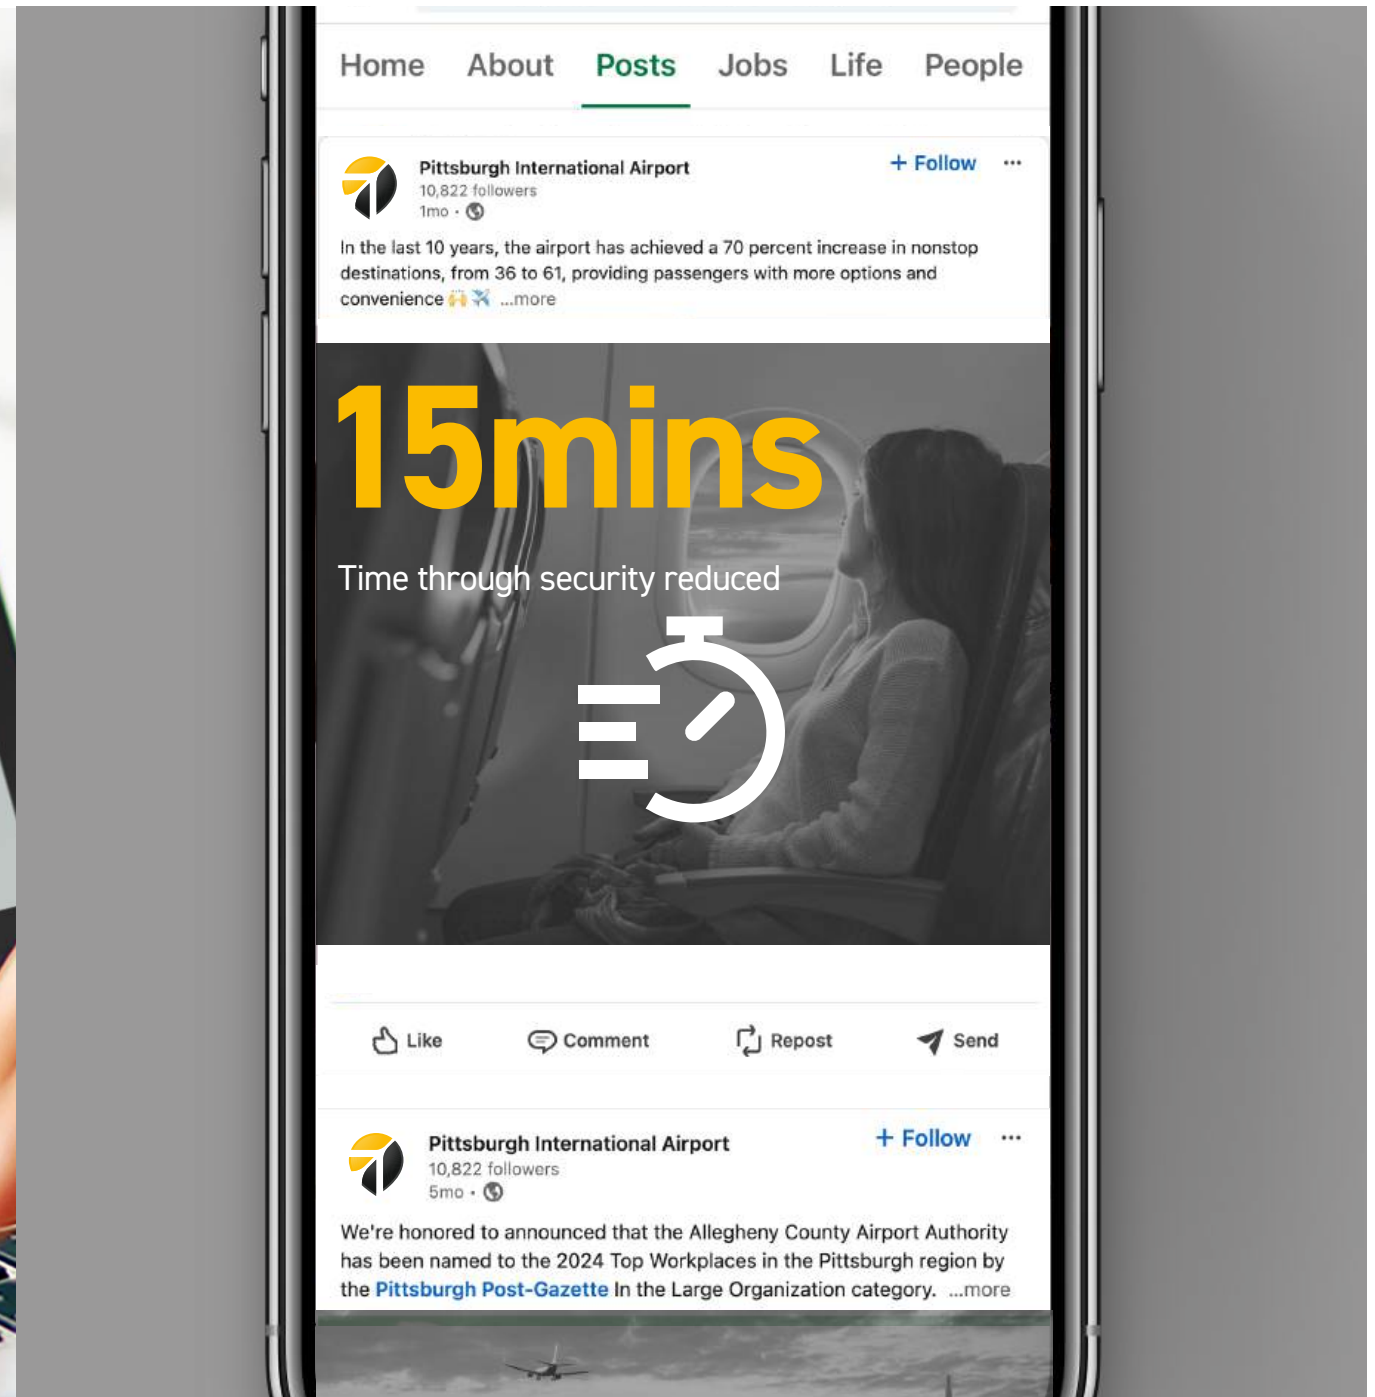 Home About Posts Jobs Life People
Pittsburgh International Airport
+ Follow ...
10,822 followers
1mo •
In the last 10 years, the airport has achieved a 70 percent increase in nonstop
destinations, from 36 to 61, providing passengers with more options and
convenience 🙌 ✈️ ...more
15mins
Time through security reduced
Like Comment Repost Send
Pittsburgh International Airport
+ Follow ...
10,822 followers
5mo •
We're honored to announced that the Allegheny County Airport Authority
has been named to the 2024 Top Workplaces in the Pittsburgh region by
the Pittsburgh Post-Gazette In the Large Organization category. ...more